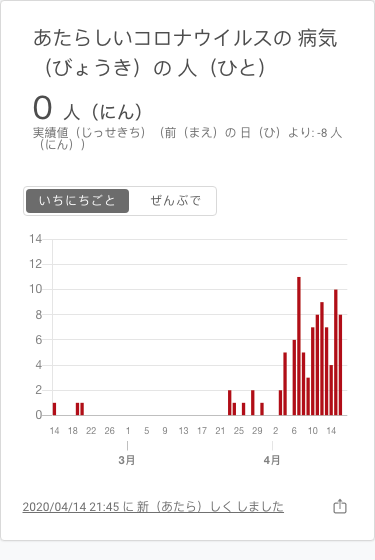 あたらしいコロナウイルスの 病気
（びょうき）の 人（ひと）
0 人（にん）
実績値（じっせきち）（前（まえ）の 日（ひ）より: -8 人
（にん））
いちにちごと ぜんぶで
14
12
10
8
6
4
2
0
14 18 22 26 1 5 9 13 17 21 25 29 2 6 10 14
3月 4月
2020/04/14 21:45 に 新（あたら）しく しました